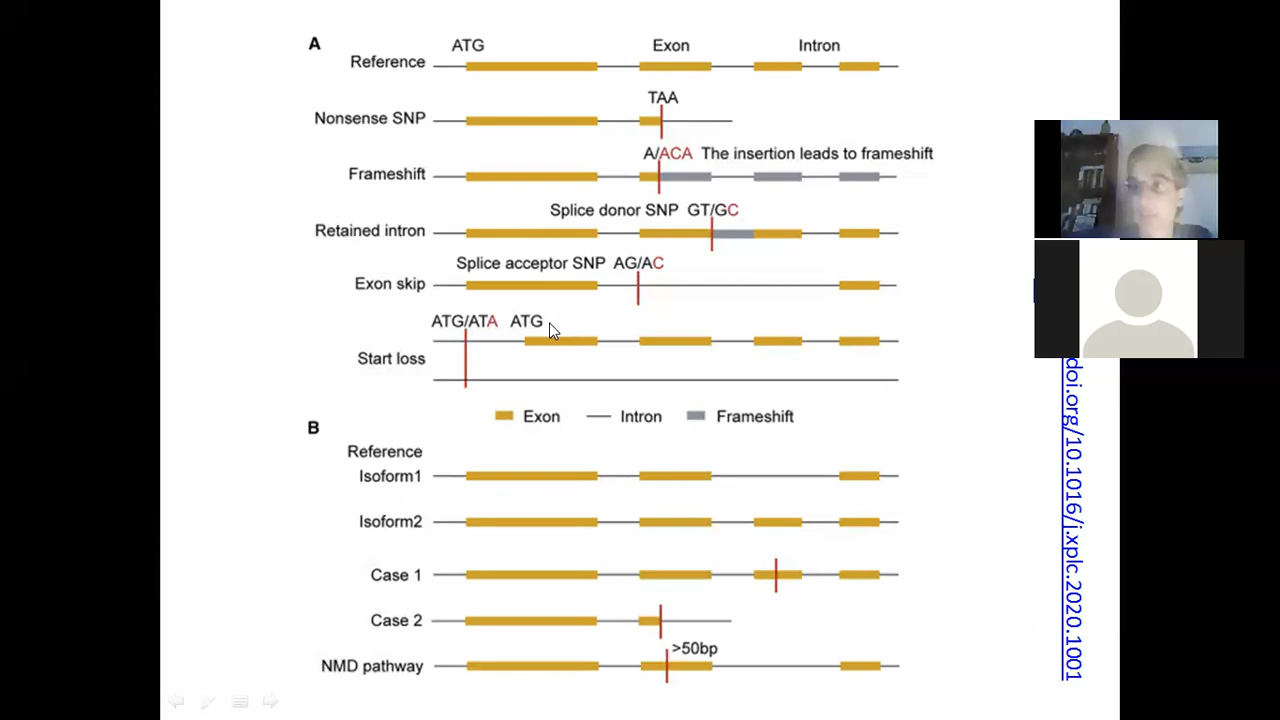 A
ATG Exon Intron
Reference
TAA
Nonsense SNP
A/ACA The insertion leads to frameshift
Frameshift
Splice donor SNP GT/GC
Retained intron
Splice acceptor SNP AG/AC
Exon skip
ATG/ATA ATG
Start loss
Exon Intron Frameshift
B
Reference
Isoform1
Isoform2
Case 1
Case 2
>50bp
NMD pathway
doi.org/10.1016/j.xplc.2020.1001